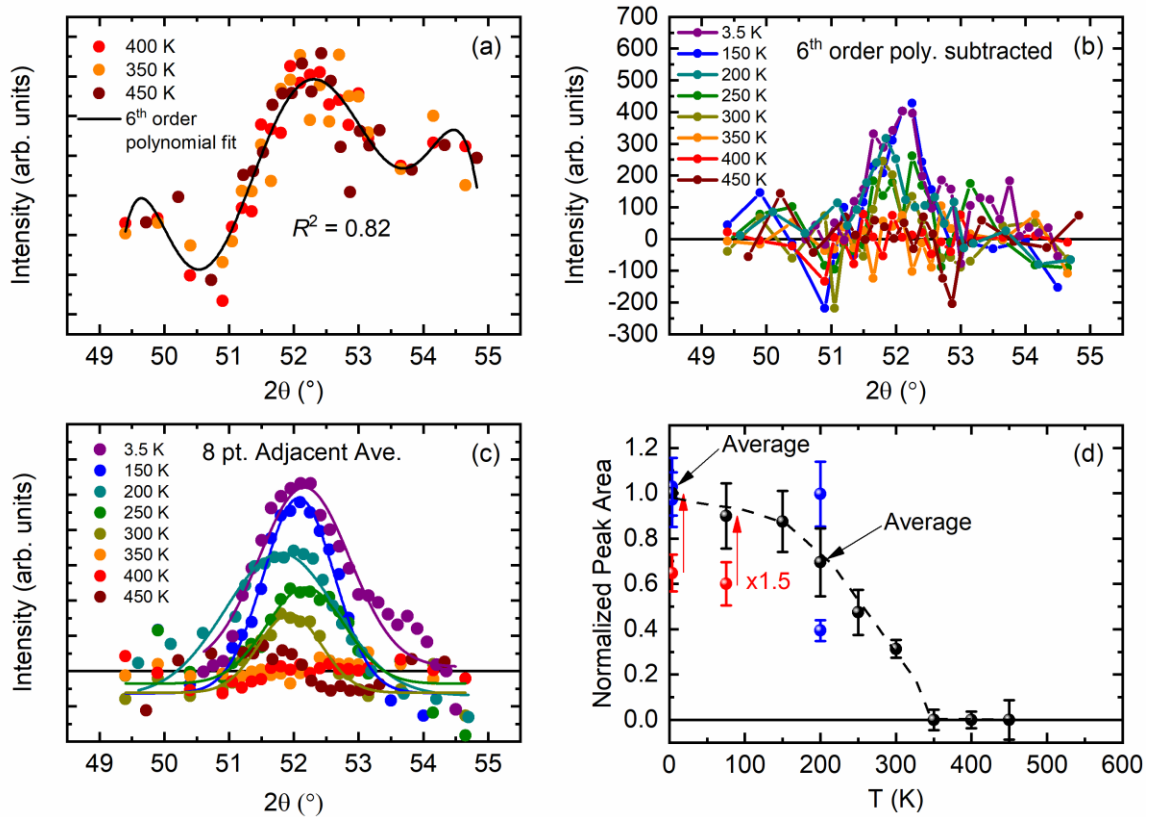 (a)
400 K
350 K
450 K
6th order
polynomial fit
R² = 0.82
Intensity (arb. units)
49 50 51 52 53 54 55
2θ (°)
(b)
3.5 K
150 K
200 K
250 K
300 K
350 K
400 K
450 K
6th order poly. subtracted
Intensity (arb. units)
700
600
500
400
300
200
100
0
-100
-200
-300
49 50 51 52 53 54 55
2θ (°)
(c)
8 pt. Adjacent Ave.
3.5 K
150 K
200 K
250 K
300 K
350 K
400 K
450 K
Intensity (arb. units)
49 50 51 52 53 54 55
2θ (°)
(d)
Average
Average
x1.5
Normalized Peak Area
1.2
1.0
0.8
0.6
0.4
0.2
0.0
0 100 200 300 400 500 600
T (K)